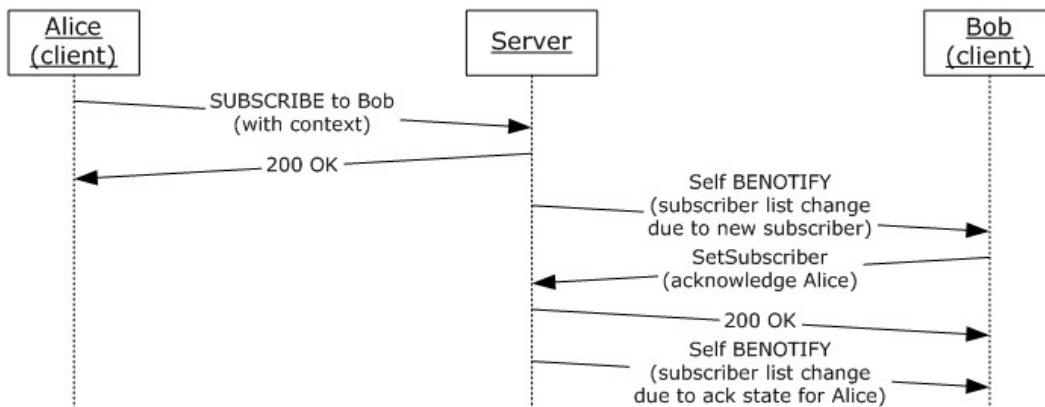 Alice
(client)
Server
Bob
(client)
SUBSCRIBE to Bob
(with context)
200 OK
Self BENOTIFY
(subscriber list change
due to new subscriber)
SetSubscriber
(acknowledge Alice)
200 OK
Self BENOTIFY
(subscriber list change
due to ack state for Alice)